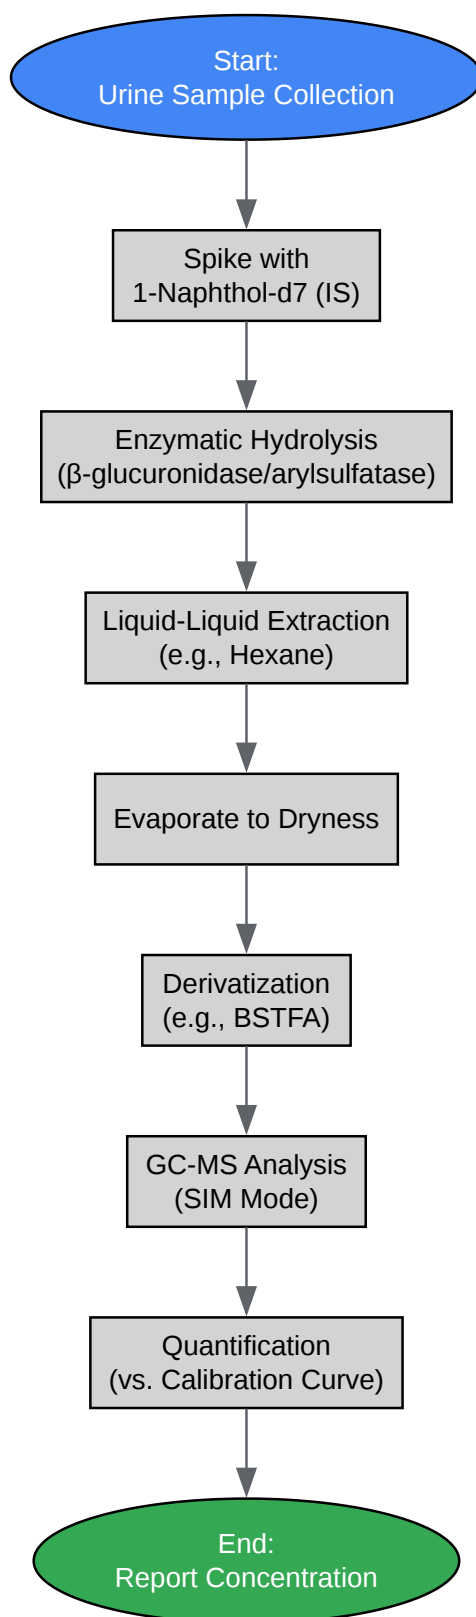 Start:
Urine Sample Collection
Spike with
1-Naphthol-d7 (IS)
Enzymatic Hydrolysis
(β-glucuronidase/arylsulfatase)
Liquid-Liquid Extraction
(e.g., Hexane)
Evaporate to Dryness
Derivatization
(e.g., BSTFA)
GC-MS Analysis
(SIM Mode)
Quantification
(vs. Calibration Curve)
End:
Report Concentration